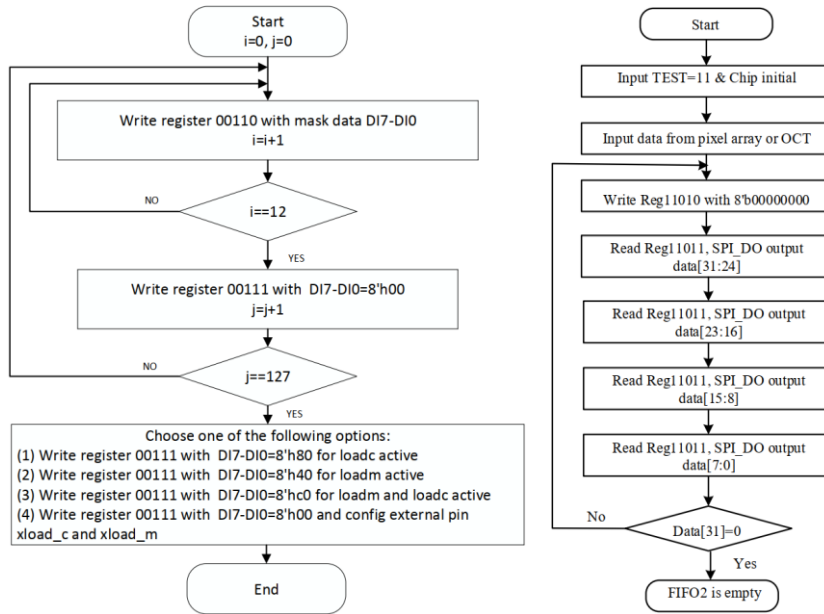 Start
i=0, j=0
Write register 00110 with mask data DI7-DI0
i=i+1
NO
i==12
YES
Write register 00111 with DI7-DI0=8'h00
j=j+1
NO
j==127
YES
Choose one of the following options:
(1) Write register 00111 with DI7-DI0=8'h80 for loadc active
(2) Write register 00111 with DI7-DI0=8'h40 for loadm active
(3) Write register 00111 with DI7-DI0=8'hc0 for loadm and loadc active
(4) Write register 00111 with DI7-DI0=8'h00 and config external pin
xload_c and xload_m
End
Start
Input TEST=11 & Chip initial
Input data from pixel array or OCT
Write Reg11010 with 8'b00000000
Read Reg11011, SPI_DO output
data[31:24]
Read Reg11011, SPI_DO output
data[23:16]
Read Reg11011, SPI_DO output
data[15:8]
Read Reg11011, SPI_DO output
data[7:0]
No
Data[31]=0
Yes
FIFO2 is empty